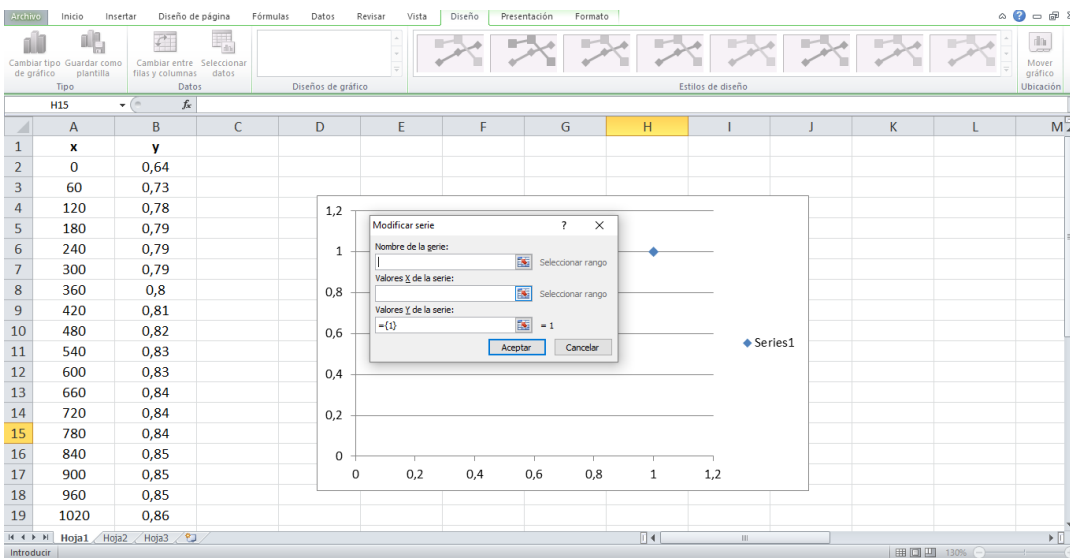 Archivo Inicio Insertar Diseño de página Fórmulas Datos Revisar Vista Diseño Presentación Formato
Cambiar tipo de gráfico
Guardar como plantilla
Cambiar entre filas y columnas
Seleccionar datos
Mover gráfico
Tipo Datos Diseños de gráfico Estilos de diseño Ubicación
H15 fx
A B C D E F G H I J K L M
1 x y
2 0 0,64
3 60 0,73
4 120 0,78
5 180 0,79
6 240 0,79
7 300 0,79
8 360 0,8
9 420 0,81
10 480 0,82
11 540 0,83
12 600 0,83
13 660 0,84
14 720 0,84
15 780 0,84
16 840 0,85
17 900 0,85
18 960 0,85
19 1020 0,86
1,2
1
0,8
0,6
0,4
0,2
0
0 0,2 0,4 0,6 0,8 1 1,2
Series1
Modificar serie ? X
Nombre de la serie:
Seleccionar rango
Valores X de la serie:
Seleccionar rango
Valores Y de la serie:
={1} = 1
Aceptar Cancelar
Hoja1 Hoja2 Hoja3
Introducir 130%